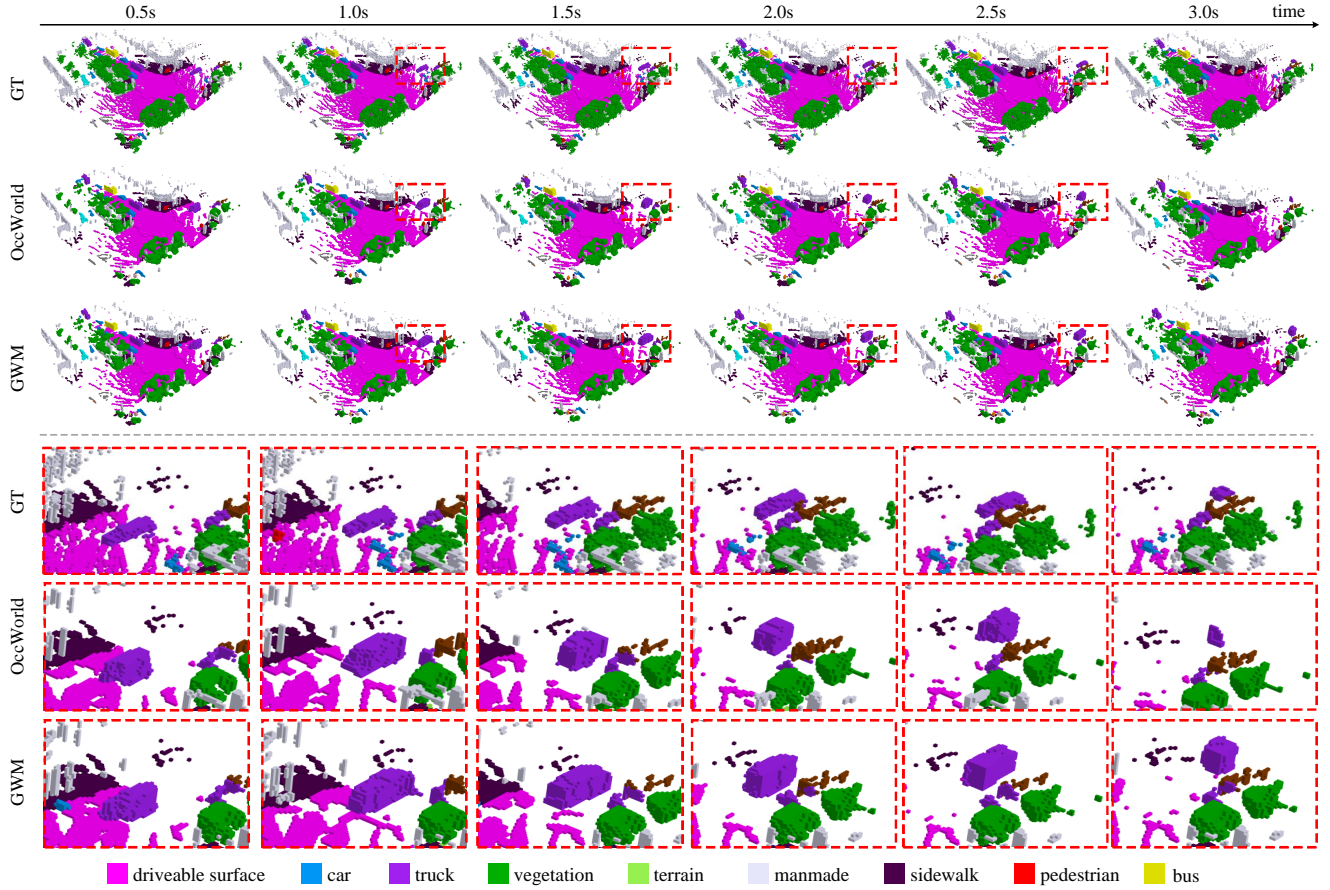 0.5s 1.0s 1.5s 2.0s 2.5s 3.0s time
GT
OccWorld
GWM
GT
OccWorld
GWM
driveable surface car truck vegetation terrain manmade sidewalk pedestrian bus